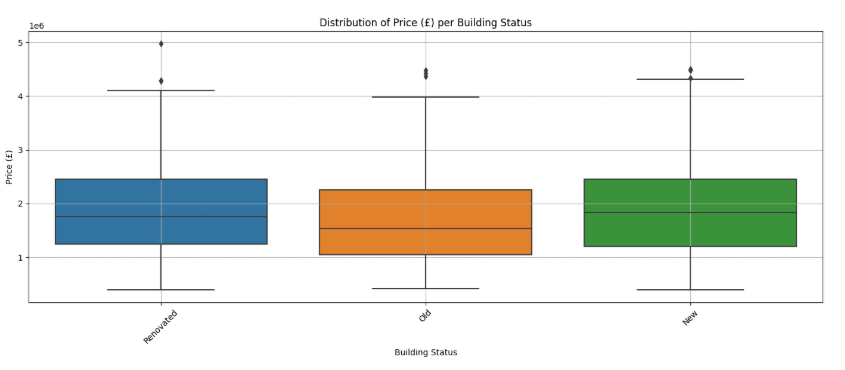 Distribution of Price (£) per Building Status
1e6
5
4
3
2
1
Price (£)
Renovated
Old
New
Building Status